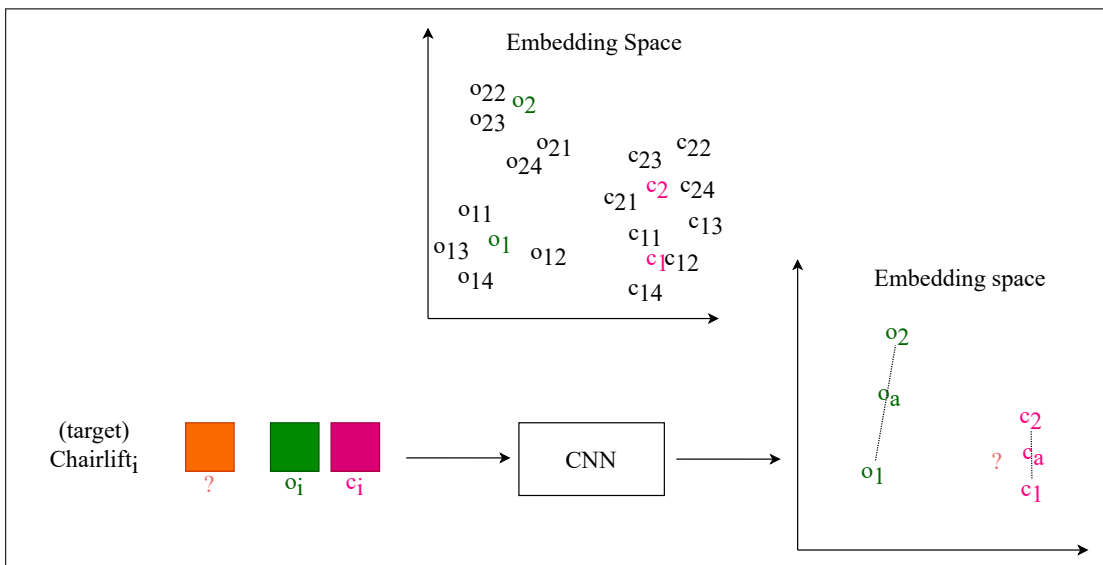 Embedding Space
o22
o2
o23
o21
o24
c22
c23
c2
c24
c21
o11
c13
c11
o1
o13
o12
c1
c12
o14
c14
Embedding space
o2
oa
c2
?
ca
o1
c1
(target)
Chairlifti
?
oi
ci
CNN